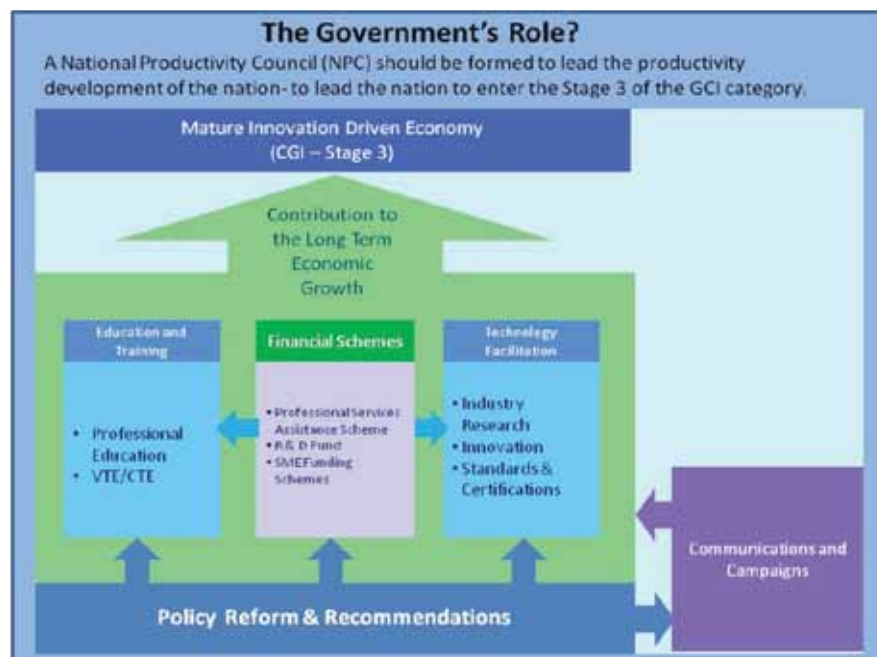 The Government's Role?
A National Productivity Council (NPC) should be formed to lead the productivity
development of the nation- to lead the nation to enter the Stage 3 of the GCI category.
Mature Innovation Driven Economy
(CGI – Stage 3)
Contribution to
the Long Term
Economic
Growth
Education and
Training
• Professional
Education
• VTE/CTE
Financial Schemes
• Professional Services
Assistance Scheme
• R & D Fund
• SME Funding
Schemes
Technology
Facilitation
• Industry
Research
• Innovation
• Standards &
Certifications
Communications and
Campaigns
Policy Reform & Recommendations